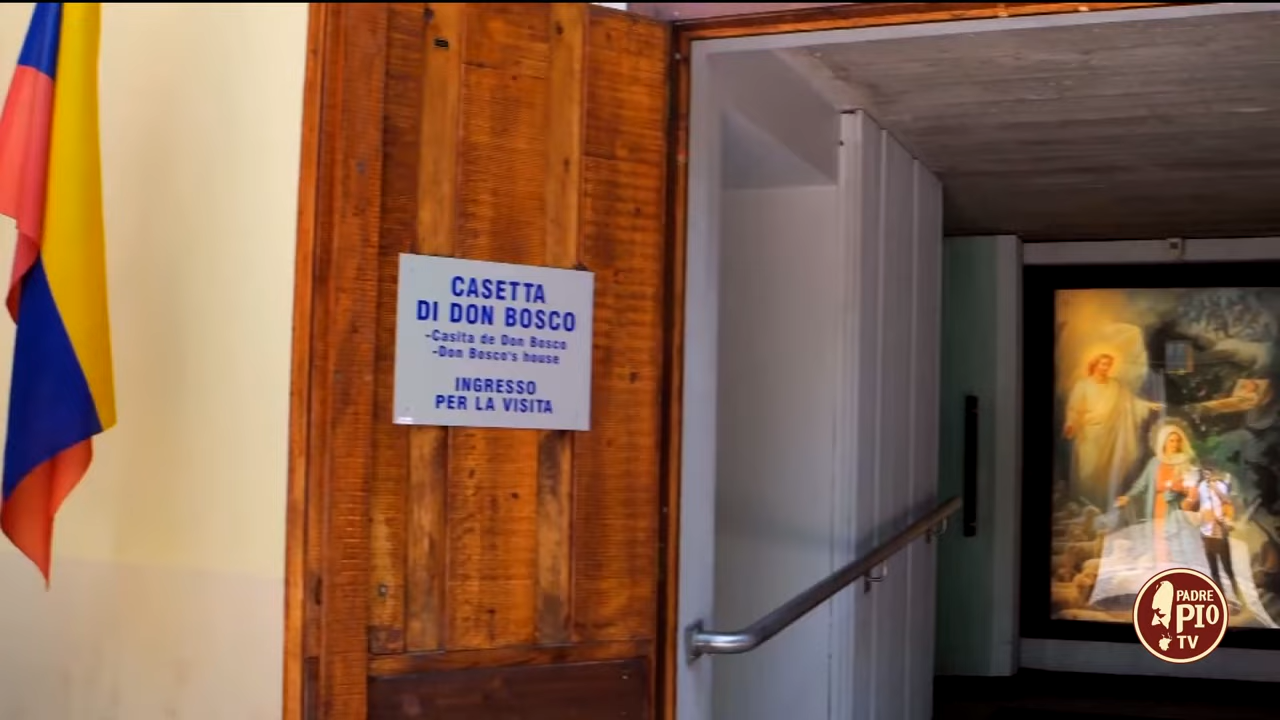 CASETTA
DI DON BOSCO
-Casita de Don Bosco
-Don Bosco's house
INGRESSO
PER LA VISITA
PADRE
PIO
TV